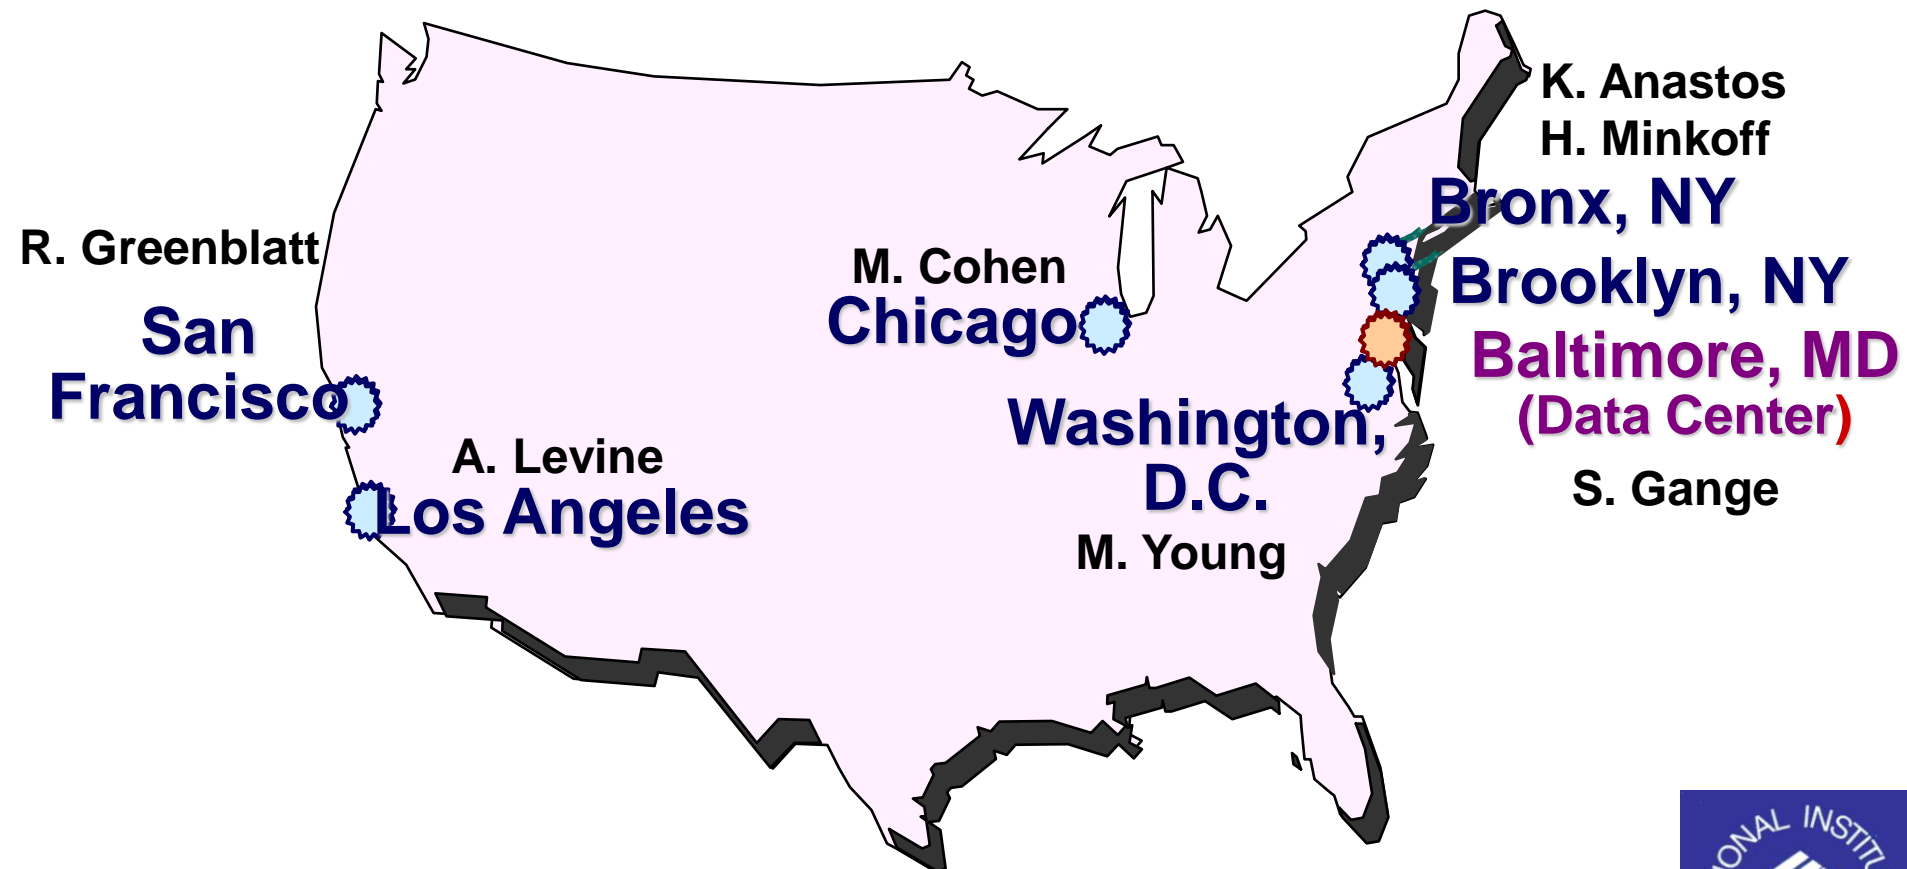 K. Anastos
H. Minkoff
Bronx, NY
R. Greenblatt
San
Francisco
M. Cohen
Chicago
Brooklyn, NY
Baltimore, MD
(Data Center)
S. Gange
A. Levine
Los Angeles
Washington,
D.C.
M. Young